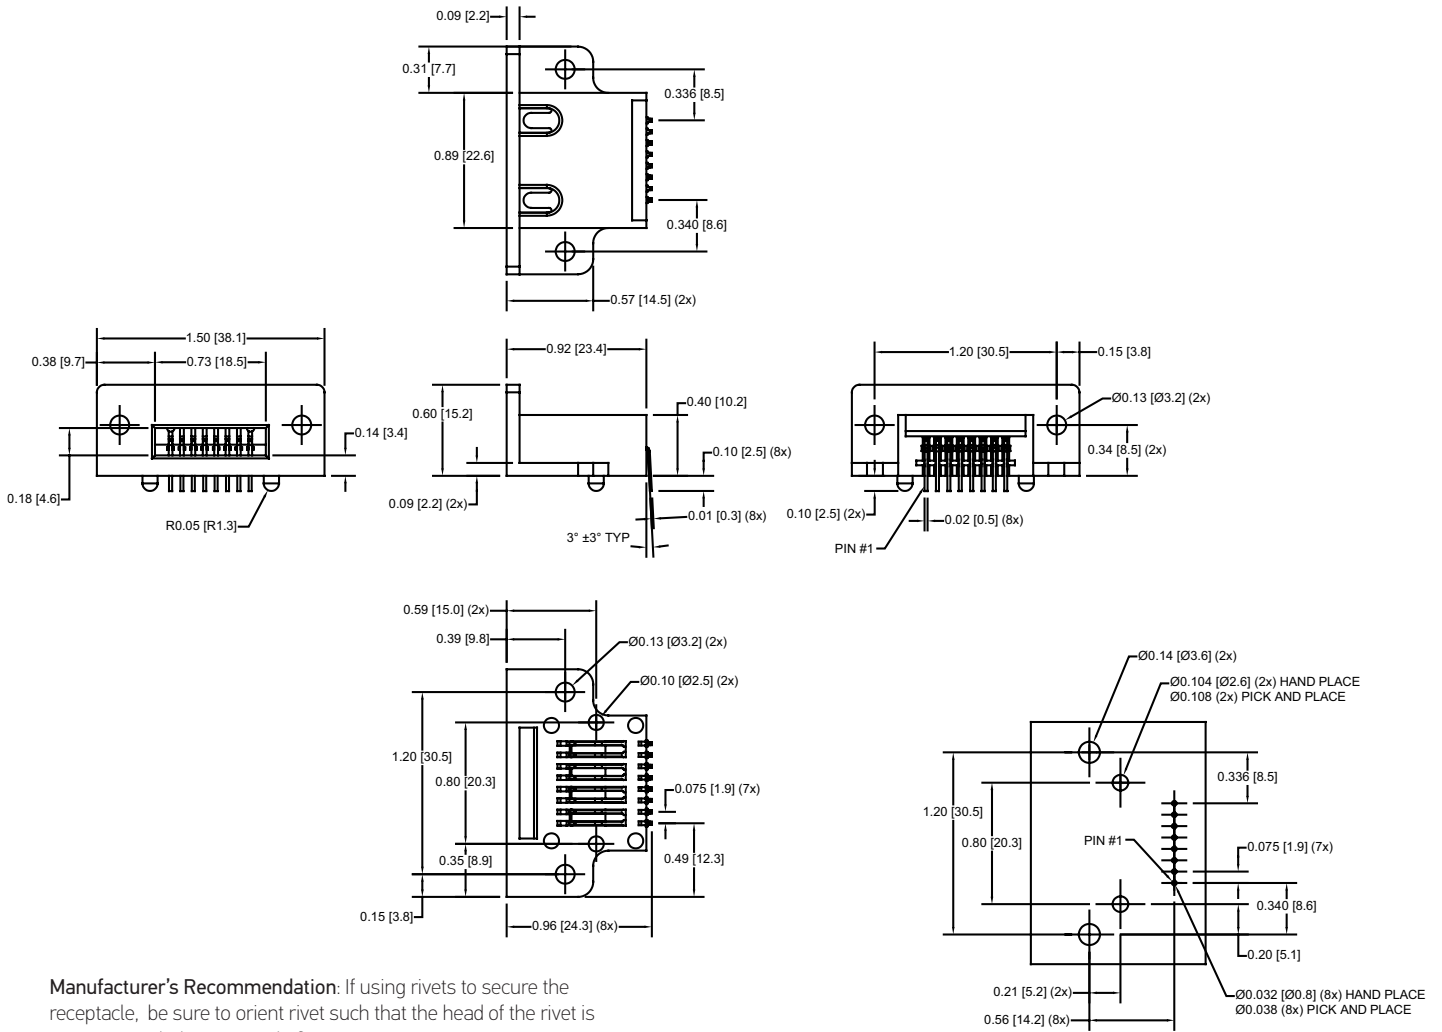 0.09 [2.2]
0.31 [7.7]
0.336 [8.5]
0.89 [22.6]
0.340 [8.6]
0.57 [14.5] (2x)
1.50 [38.1]
0.38 [9.7]
0.73 [18.5]
0.14 [3.4]
0.18 [4.6]
R0.05 [R1.3]
0.92 [23.4]
0.60 [15.2]
0.40 [10.2]
0.10 [2.5] (8x)
0.09 [2.2] (2x)
0.01 [0.3] (8x)
3° ±3° TYP
1.20 [30.5]
0.15 [3.8]
Ø0.13 [Ø3.2] (2x)
0.34 [8.5] (2x)
0.10 [2.5] (2x)
0.02 [0.5] (8x)
PIN #1
0.59 [15.0] (2x)
0.39 [9.8]
Ø0.13 [Ø3.2] (2x)
Ø0.10 [Ø2.5] (2x)
1.20 [30.5]
0.80 [20.3]
0.075 [1.9] (7x)
0.35 [8.9]
0.49 [12.3]
0.15 [3.8]
0.96 [24.3] (8x)
Ø0.14 [Ø3.6] (2x)
Ø0.104 [Ø2.6] (2x) HAND PLACE
Ø0.108 (2x) PICK AND PLACE
0.336 [8.5]
1.20 [30.5]
0.80 [20.3]
PIN #1
0.075 [1.9] (7x)
0.340 [8.6]
0.20 [5.1]
0.21 [5.2] (2x)
Ø0.032 [Ø0.8] (8x) HAND PLACE
Ø0.038 (8x) PICK AND PLACE
0.56 [14.2] (8x)
Manufacturer's Recommendation: If using rivets to secure the
receptacle, be sure to orient rivet such that the head of the rivet is